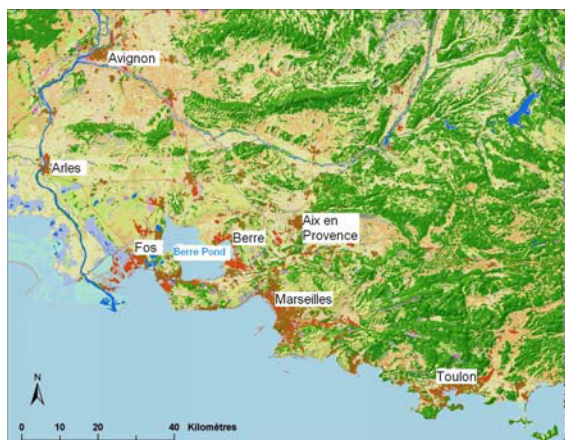 Avignon
Arles
Aix en
Provence
Berre
Fos
Berre Pond
Marseilles
Toulon
N
0 10 20 40 Kilomètres